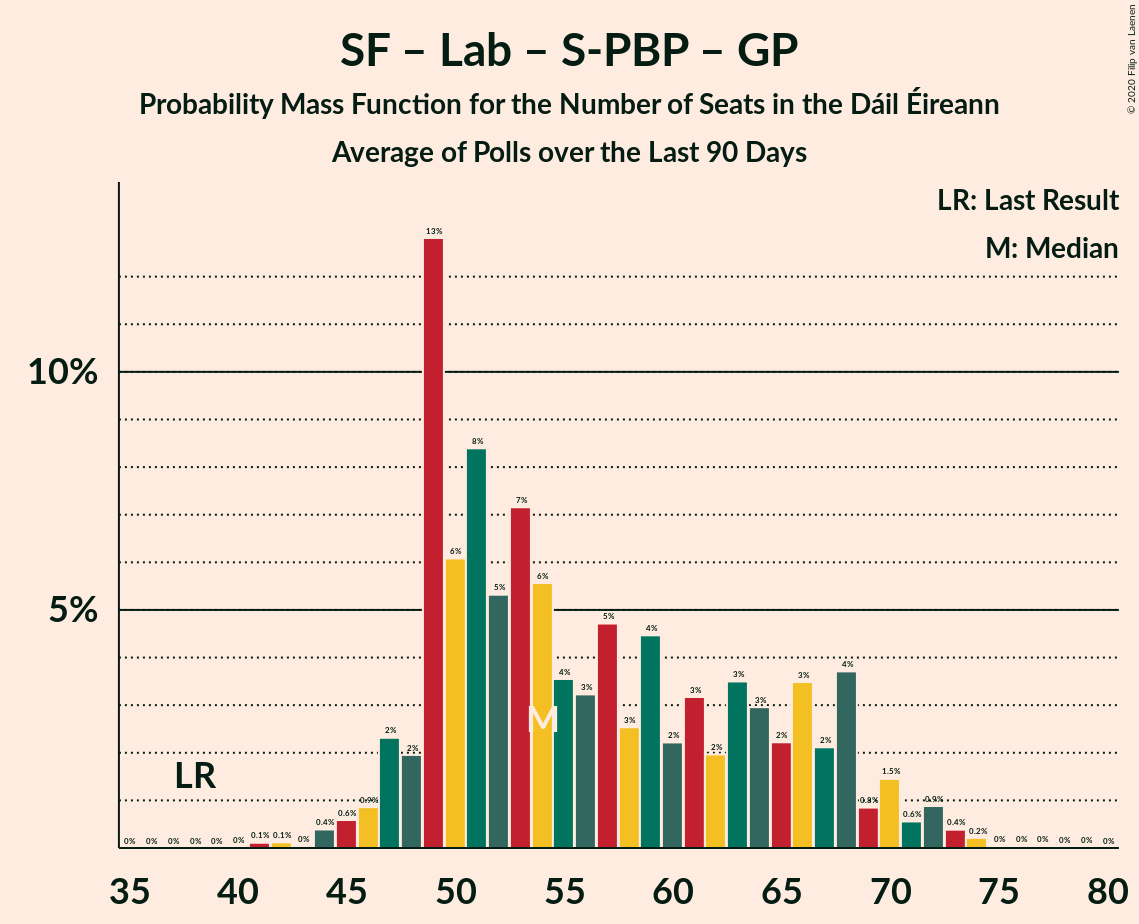 SF – Lab – S-PBP – GP
Probability Mass Function for the Number of Seats in the Dáil Éireann
Average of Polls over the Last 90 Days
© 2020 Filip van Laenen
LR: Last Result
M: Median
10%
5%
LR
M
0% 0% 0% 0% 0% 0% 0.1% 0.1% 0% 0.4% 0.6% 0.9% 2% 2% 13% 6% 8% 5% 7% 6% 4% 3% 5% 3% 4% 2% 3% 2% 3% 3% 2% 3% 2% 4% 0.8% 1.5% 0.6% 0.9% 0.4% 0.2% 0% 0% 0% 0% 0% 0%
35 40 45 50 55 60 65 70 75 80